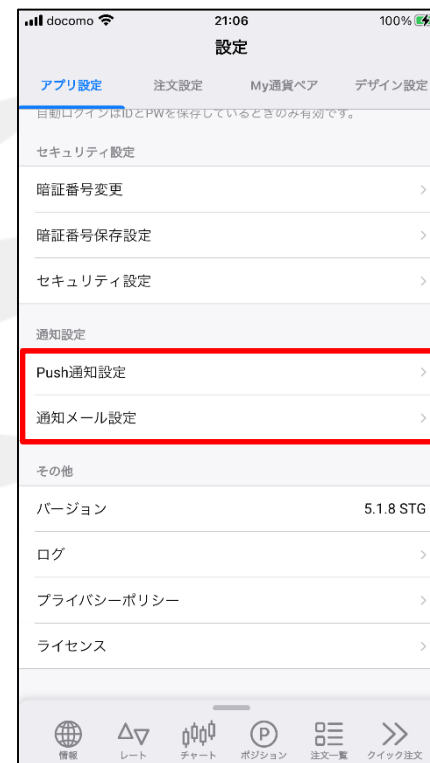 docomo 21:06 100%
設定
アプリ設定 注文設定 My通貨ペア デザイン設定
自動ログインはIDとPWを保存しているときのみ有効です。
セキュリティ設定
暗証番号変更
暗証番号保存設定
セキュリティ設定
通知設定
Push通知設定
通知メール設定
その他
バージョン 5.1.8 STG
ログ
プライバシーポリシー
ライセンス
情報 レート チャート P ポジション 注文一覧 クイック注文